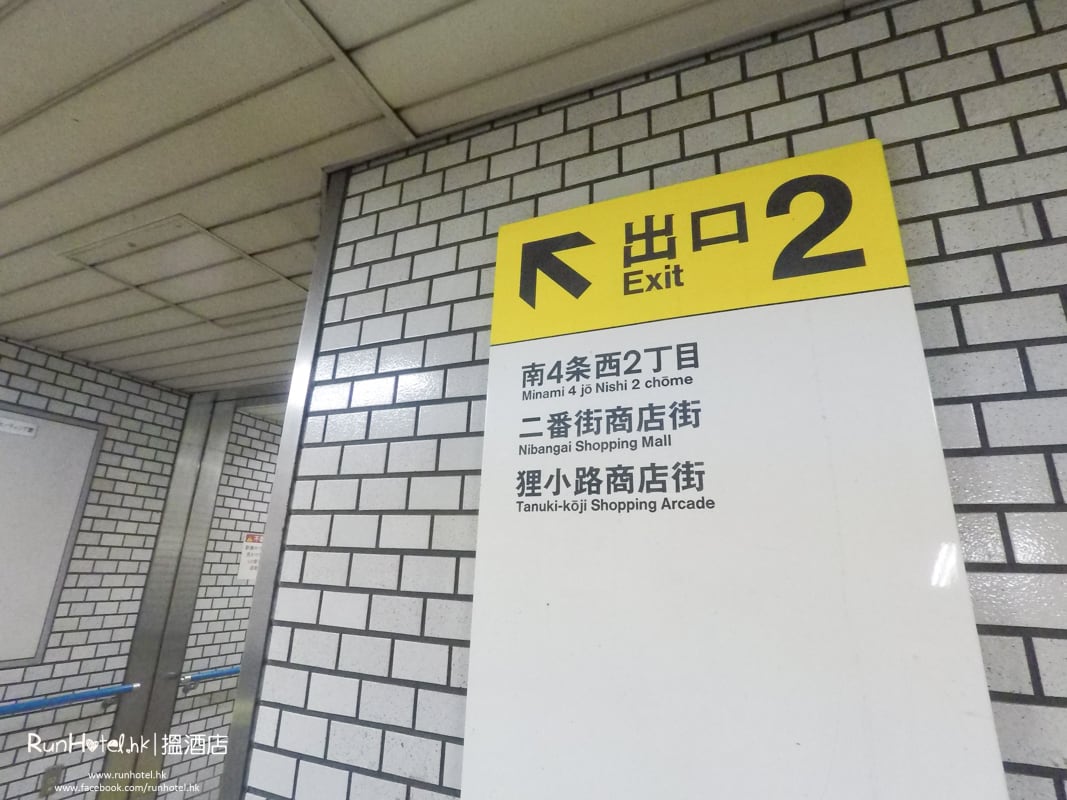 出口 2
Exit
南4条西2丁目
Minami 4 jō Nishi 2 chōme
二番街商店街
Nibangai Shopping Mall
狸小路商店街
Tanuki-kōji Shopping Arcade
RunHotel.hk|搵酒店
www.runhotel.hk
www.facebook.com/runhotel.hk